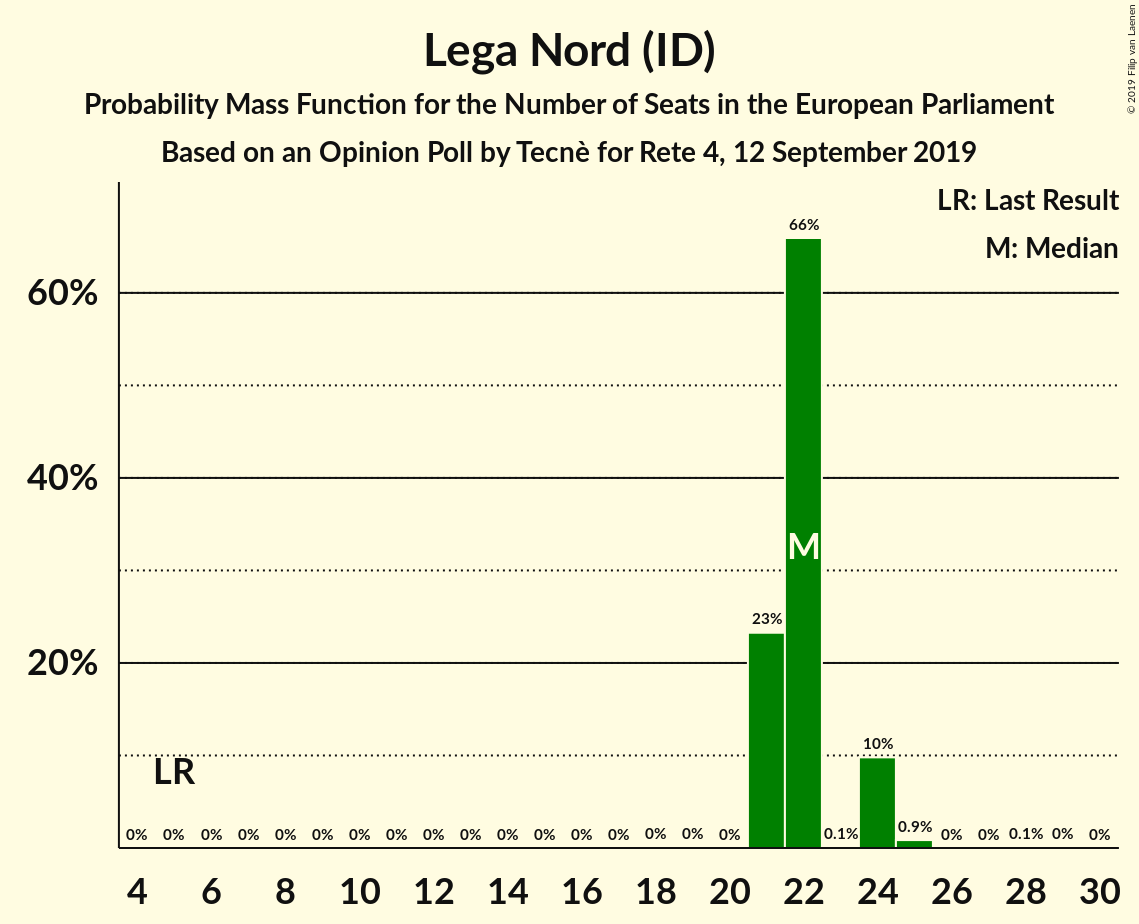 Lega Nord (ID)
Probability Mass Function for the Number of Seats in the European Parliament
Based on an Opinion Poll by Tecnè for Rete 4, 12 September 2019
© 2019 Filip van Laenen
LR: Last Result
M: Median
66%
60%
40%
M
23%
20%
10%
LR
0% 0% 0% 0% 0% 0% 0% 0% 0% 0% 0% 0% 0% 0% 0% 0% 0% 0.1% 0.9% 0% 0% 0.1% 0% 0%
4 6 8 10 12 14 16 18 20 22 24 26 28 30